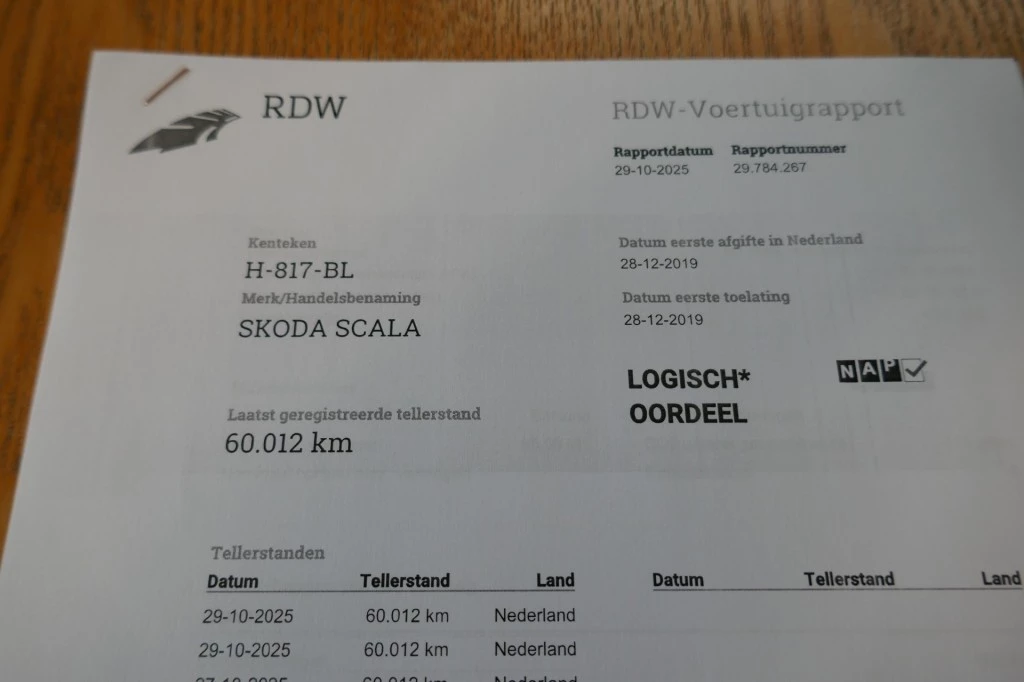 RDW
RDW-Voertuigrapport
Rapportdatum Rapportnummer
29-10-2025 29.784.267
Kenteken
H-817-BL
Merk/Handelsbenaming
SKODA SCALA
Datum eerste afgifte in Nederland
28-12-2019
Datum eerste toelating
28-12-2019
LOGISCH*
OORDEEL
NAP
Laatst geregistreerde tellerstand
60.012 km
Tellerstanden
Datum Tellerstand Land
29-10-2025 60.012 km Nederland
29-10-2025 60.012 km Nederland
Datum Tellerstand Land